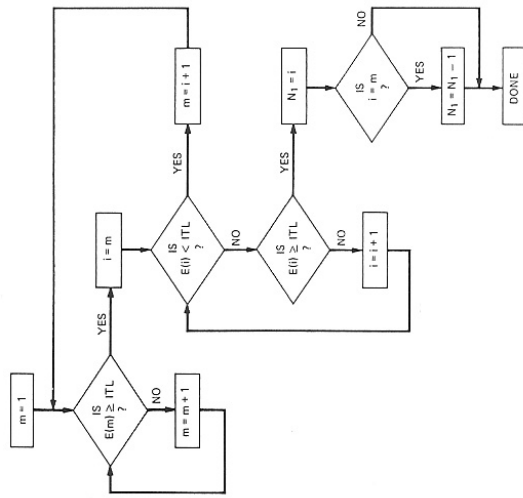 m = 1
IS
E(m) ≥ ITL
?
YES
NO
m = m + 1
i = m
IS
E(i) < ITL
?
YES
NO
m = i + 1
IS
E(i) ≥ ITL
?
YES
NO
i = i + 1
N₁ = i
IS
i = m
?
NO
YES
N₁ = N₁ − 1
DONE